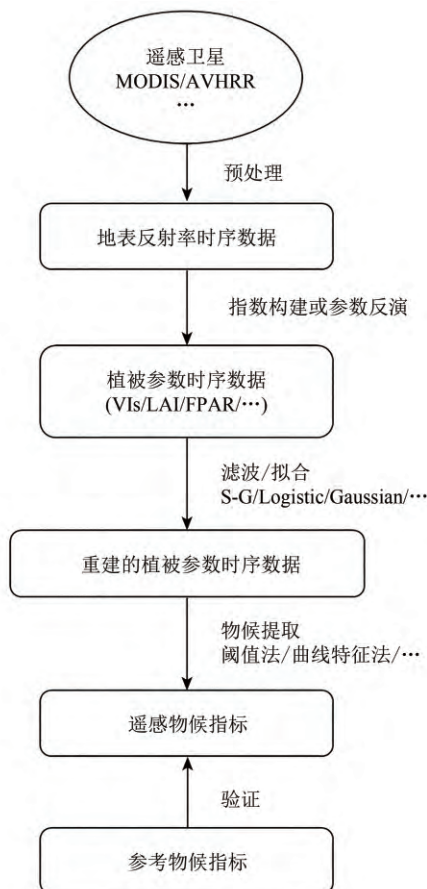 遥感卫星
MODIS/AVHRR
…
预处理
地表反射率时序数据
指数构建或参数反演
植被参数时序数据
(VIs/LAI/FPAR/…)
滤波/拟合
S-G/Logistic/Gaussian/…
重建的植被参数时序数据
物候提取
阈值法/曲线特征法/…
遥感物候指标
验证
参考物候指标